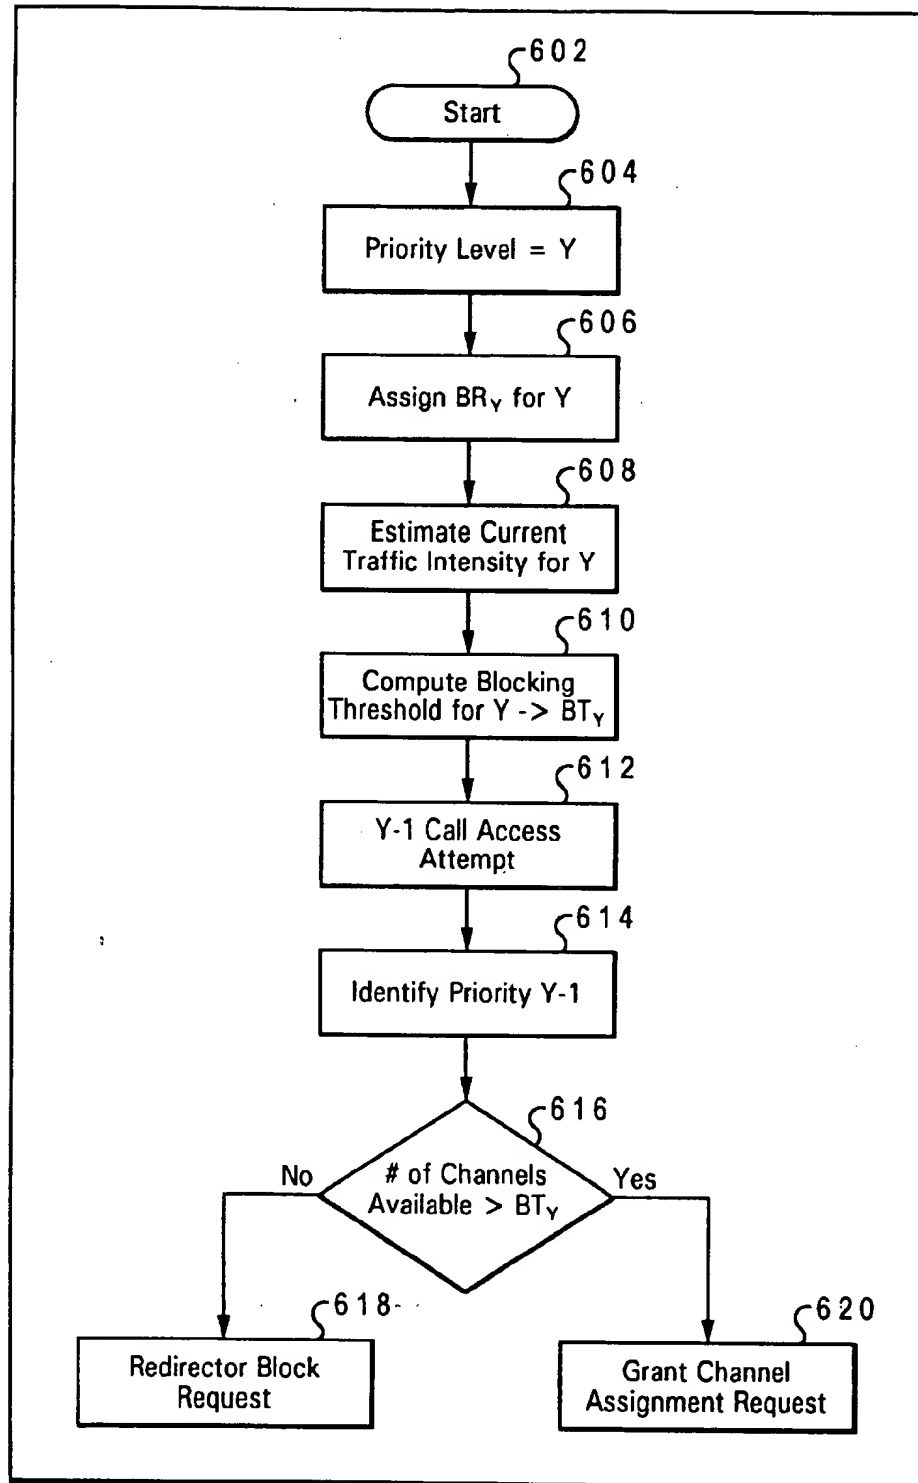 602
Start
604
Priority Level = Y
606
Assign BRY for Y
608
Estimate Current
Traffic Intensity for Y
610
Compute Blocking
Threshold for Y -> BTY
612
Y-1 Call Access
Attempt
614
Identify Priority Y-1
616
# of Channels
Available > BTY
No
Yes
618
Redirector Block
Request
620
Grant Channel
Assignment Request